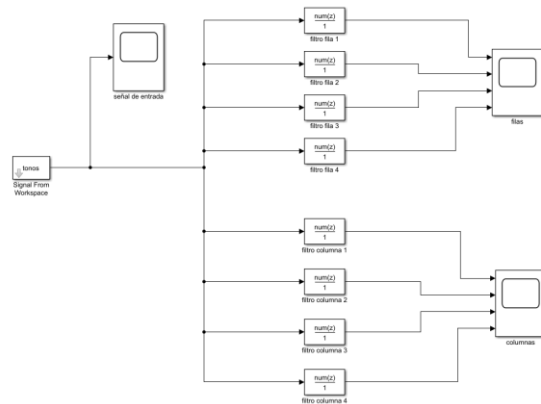 num(z)
1
filtro fila 1
señal de entrada
num(z)
1
filtro fila 2
filas
num(z)
1
filtro fila 3
num(z)
1
filtro fila 4
tonos
Signal From
Workspace
num(z)
1
filtro columna 1
num(z)
1
filtro columna 2
num(z)
1
filtro columna 3
columnas
num(z)
1
filtro columna 4